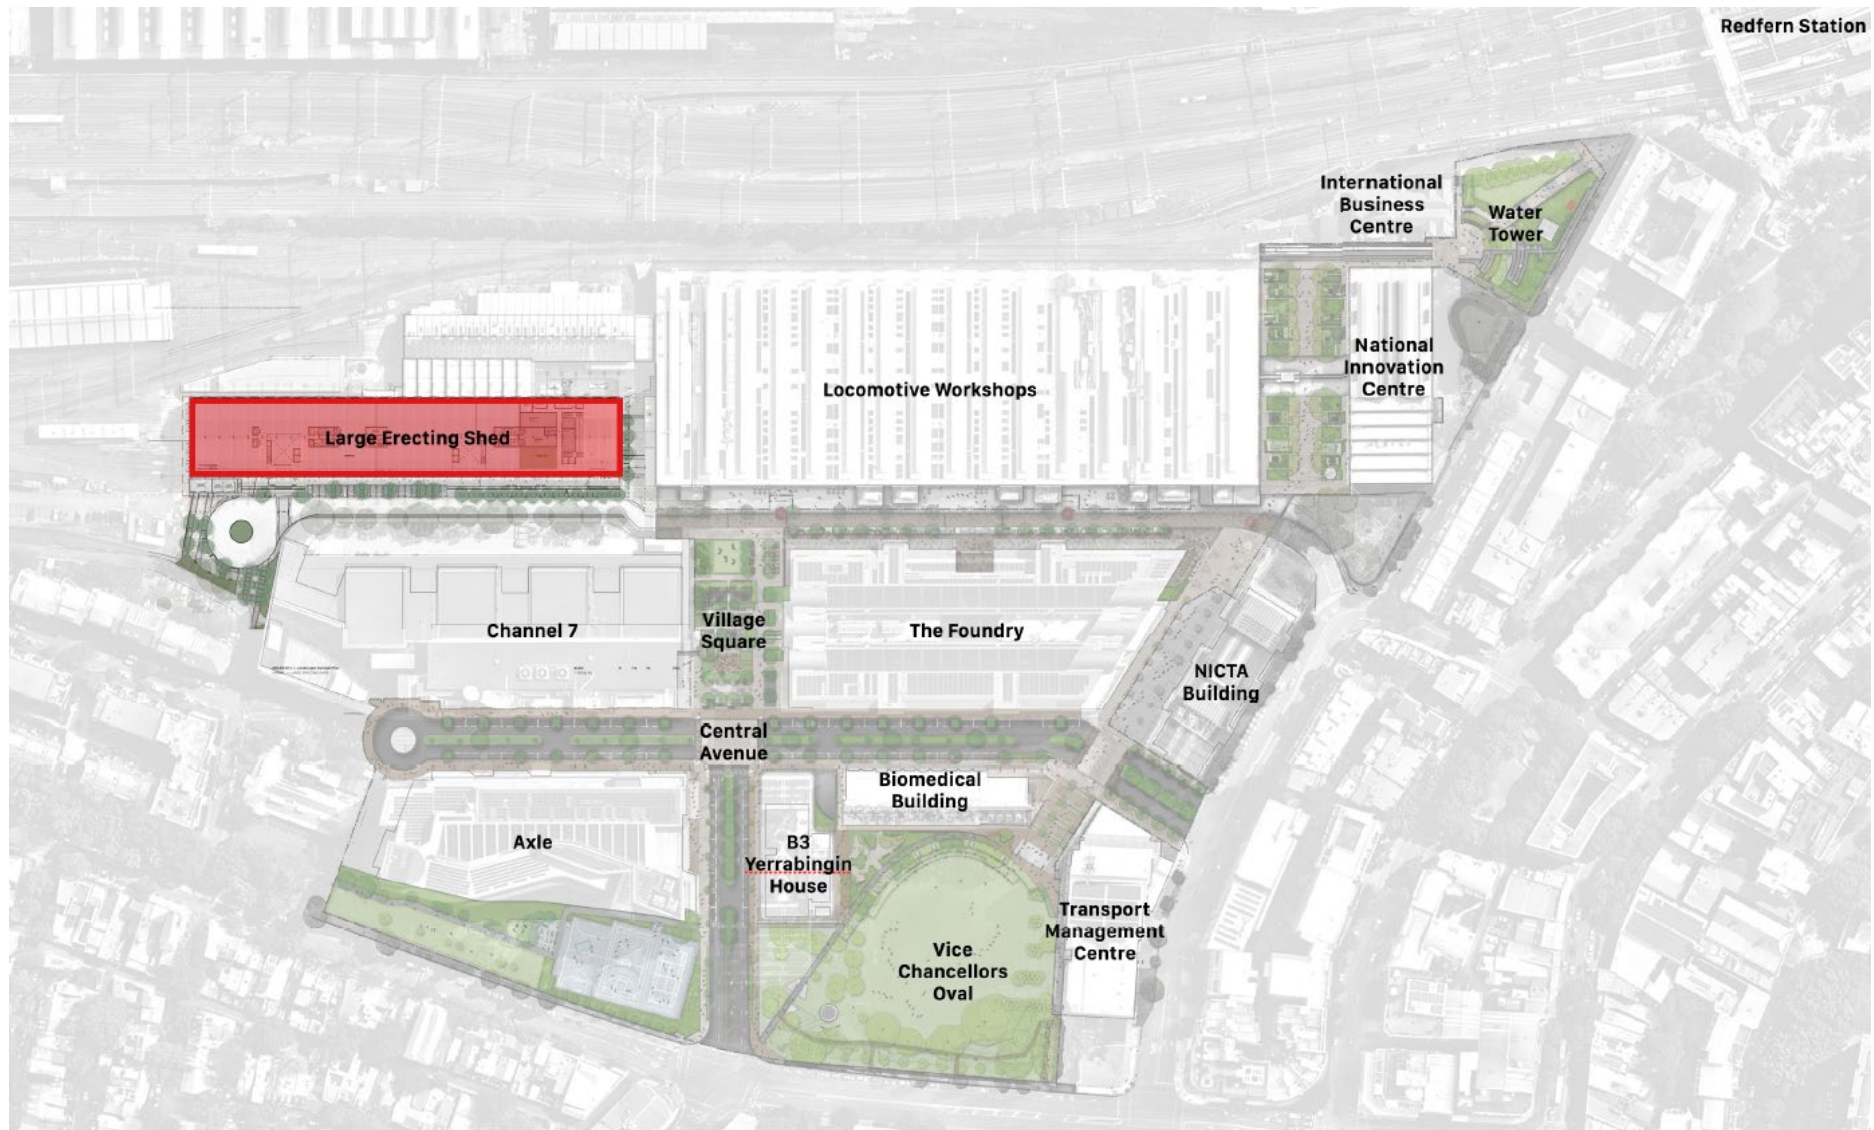 Redfern Station
International
Business
Centre
Water
Tower
National
Innovation
Centre
Locomotive Workshops
Large Erecting Shed
Channel 7
Village
Square
The Foundry
NICTA
Building
Central
Avenue
Biomedical
Building
Axle
B3
Yerrabingin
House
Transport
Management
Centre
Vice
Chancellors
Oval